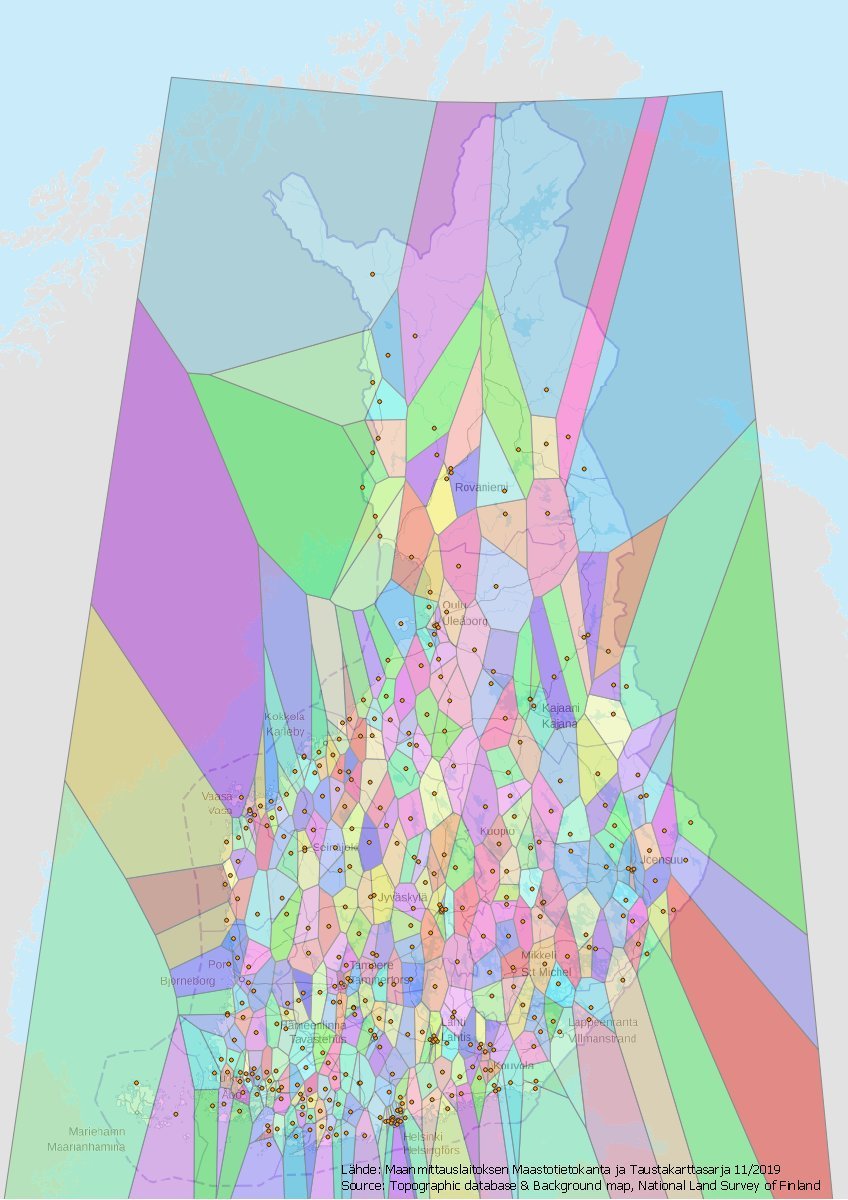 Rovaniemi
Oulu
Uleåborg
Kajaani
Kajana
Kokkola
Karleby
Vaasa
Vasa
Seinäjoki
Kuopio
Joensuu
Jyväskylä
Mikkeli
S:t Michel
Tampere
Tammerfors
Pori
Björneborg
Hämeenlinna
Tavastehus
Lahti
Lahtis
Lappeenranta
Villmanstrand
Kouvola
Åbo
Mariehamn
Maarianhamina
Helsinki
Helsingfors
Lähde: Maanmittauslaitoksen Maastotietokanta ja Taustakarttasarja 11/2019
Source: Topographic database & Background map, National Land Survey of Finland